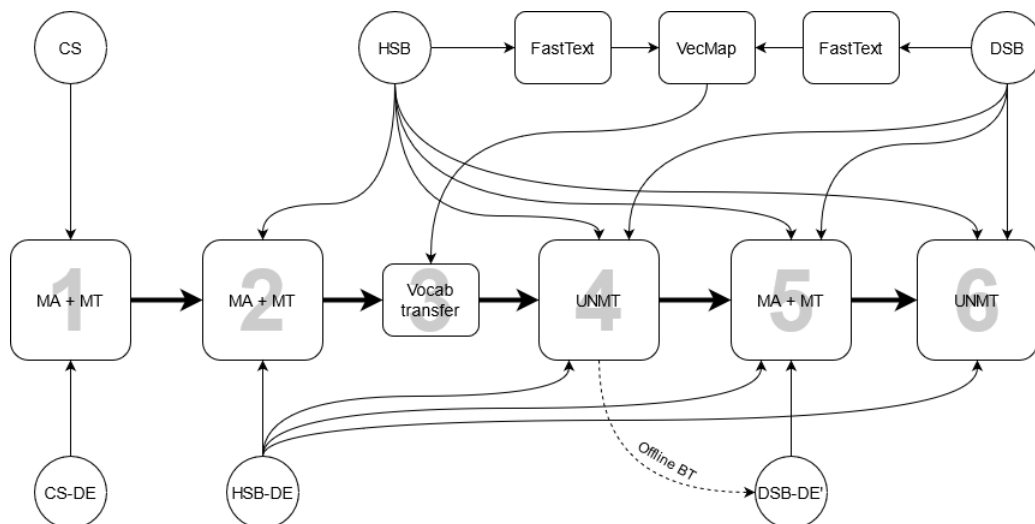 CS
HSB
FastText
VecMap
FastText
DSB
1
MA + MT
2
MA + MT
3
Vocab
transfer
4
UNMT
5
MA + MT
6
UNMT
Offline BT
CS-DE
HSB-DE
DSB-DE'